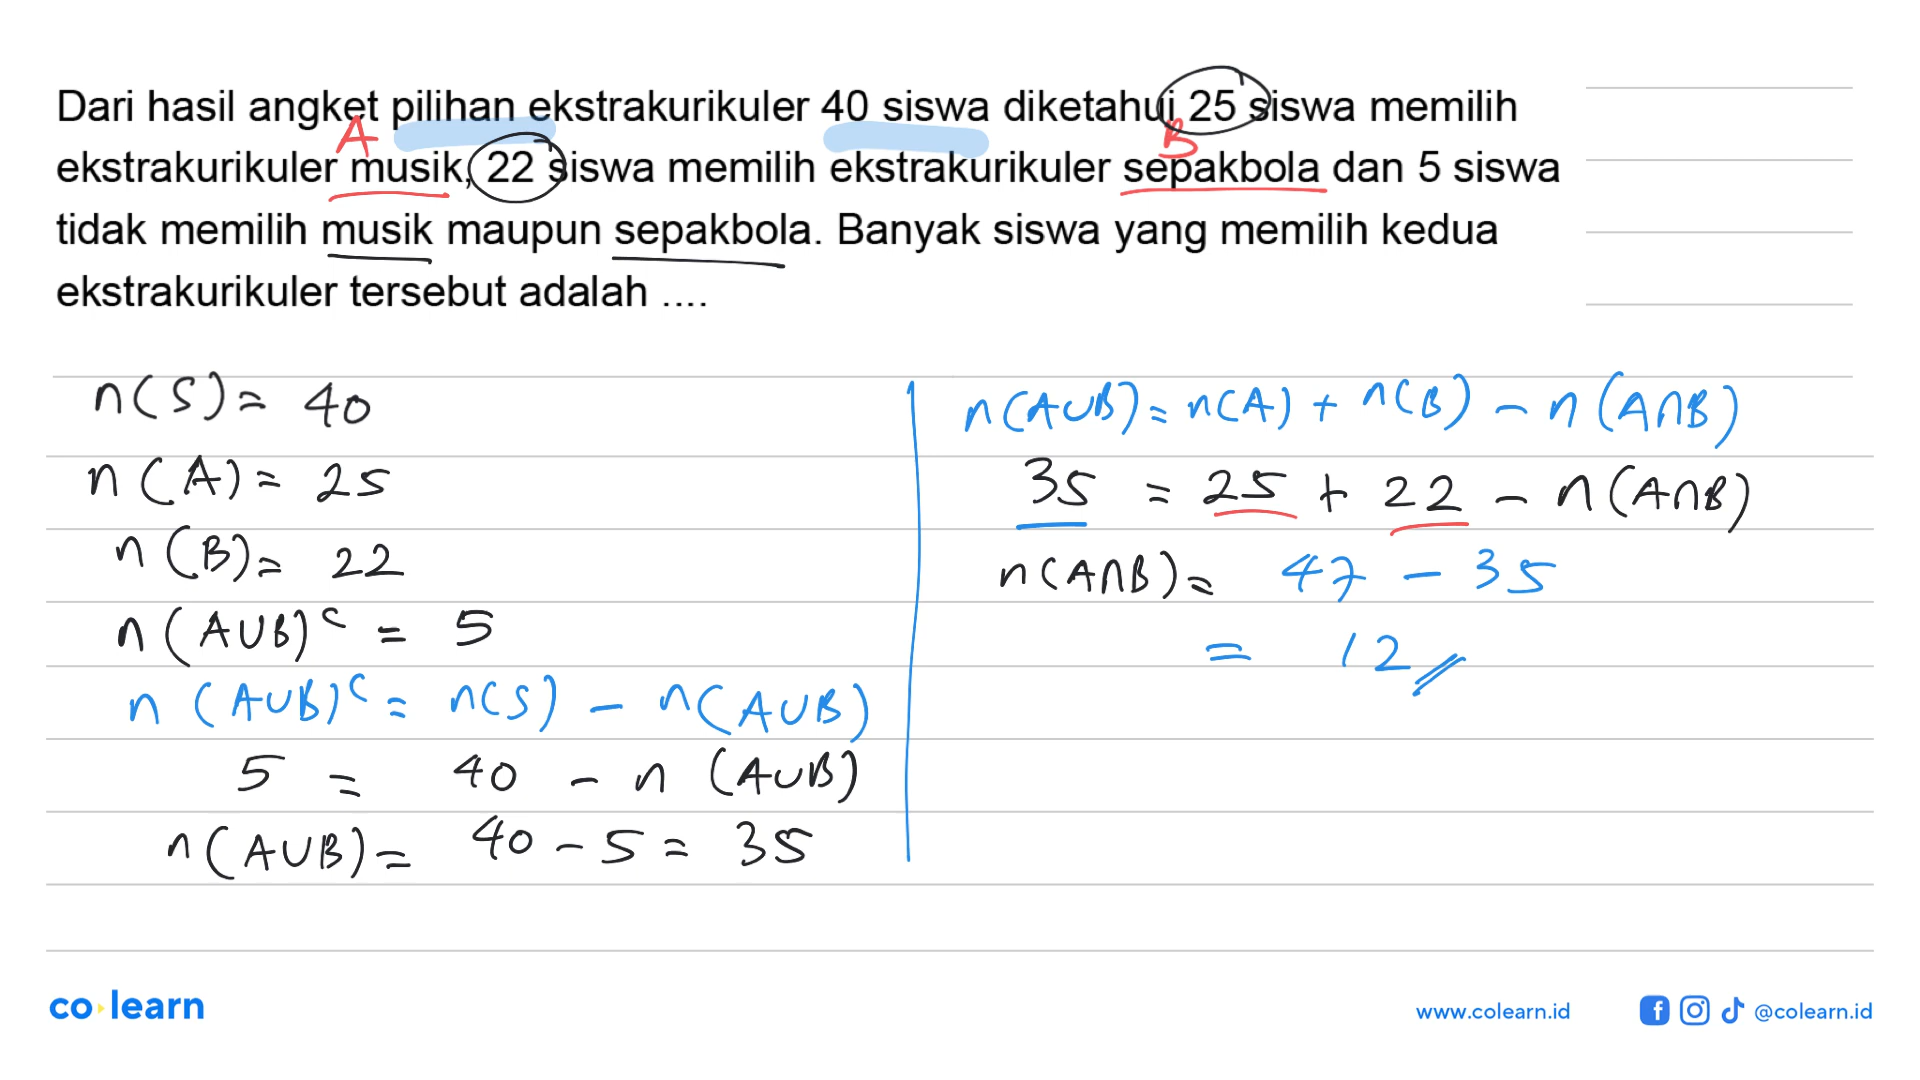 Dari hasil angket pilihan ekstrakurikuler 40 siswa diketahui 25 siswa memilih
A B
ekstrakurikuler musik, 22 siswa memilih ekstrakurikuler sepakbola dan 5 siswa
tidak memilih musik maupun sepakbola. Banyak siswa yang memilih kedua
ekstrakurikuler tersebut adalah ....
n(S) = 40
n(A) = 25
n(B) = 22
n(A∪B)ᶜ = 5
n(A∪B)ᶜ = n(S) - n(A∪B)
5 = 40 - n(A∪B)
n(A∪B) = 40 - 5 = 35
n(A∪B) = n(A) + n(B) - n(A∩B)
35 = 25 + 22 - n(A∩B)
n(A∩B) = 47 - 35
= 12
co learn
www.colearn.id
@colearn.id